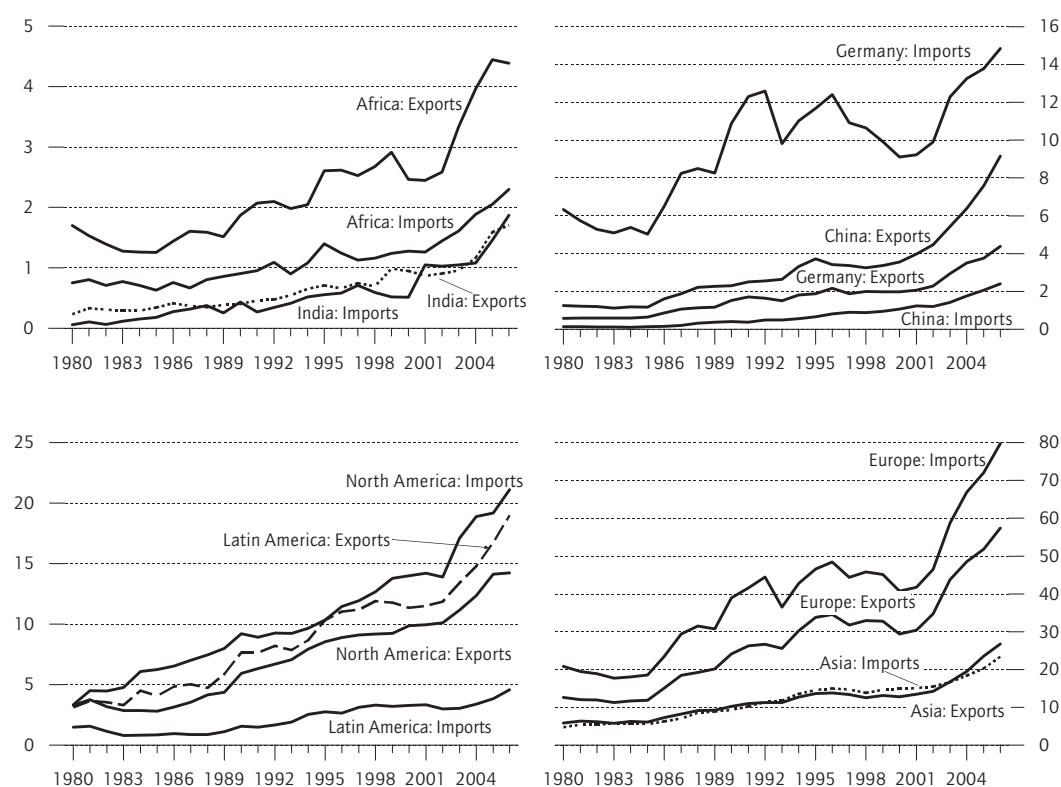 5
4
3
2
1
0
Africa: Exports
Africa: Imports
India: Exports
India: Imports
1980 1983 1986 1989 1992 1995 1998 2001 2004
16
14
12
10
8
6
4
2
0
Germany: Imports
China: Exports
Germany: Exports
China: Imports
1980 1983 1986 1989 1992 1995 1998 2001 2004
25
20
15
10
5
0
North America: Imports
Latin America: Exports
North America: Exports
Latin America: Imports
1980 1983 1986 1989 1992 1995 1998 2001 2004
80
70
60
50
40
30
20
10
0
Europe: Imports
Europe: Exports
Asia: Imports
Asia: Exports
1980 1983 1986 1989 1992 1995 1998 2001 2004